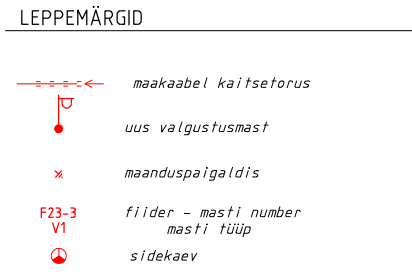 LEPPEMÄRGID
maakaabel kaitsetorus
uus valgustusmast
maanduspaigaldis
F23-3 fiider - masti number
V1 masti tüüp
sidekaev